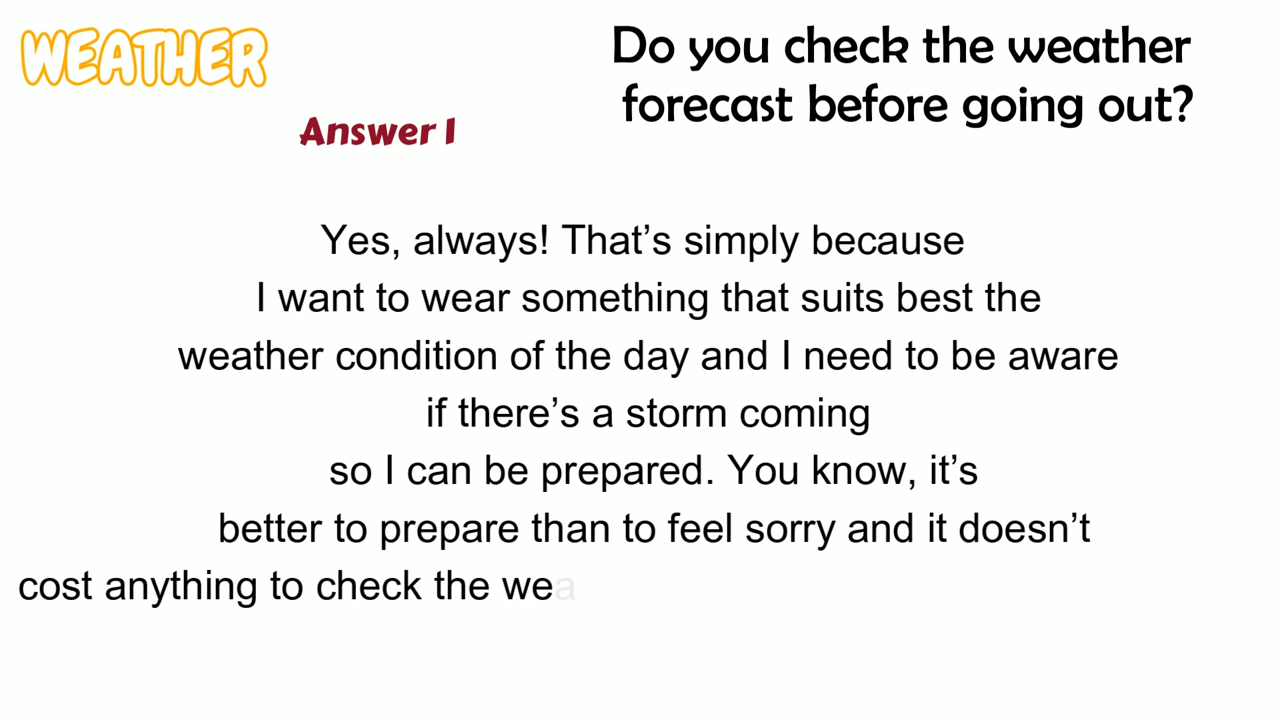 WEATHER
Do you check the weather
forecast before going out?
Answer 1
Yes, always! That's simply because
I want to wear something that suits best the
weather condition of the day and I need to be aware
if there's a storm coming
so I can be prepared. You know, it's
better to prepare than to feel sorry and it doesn't
cost anything to check the wea